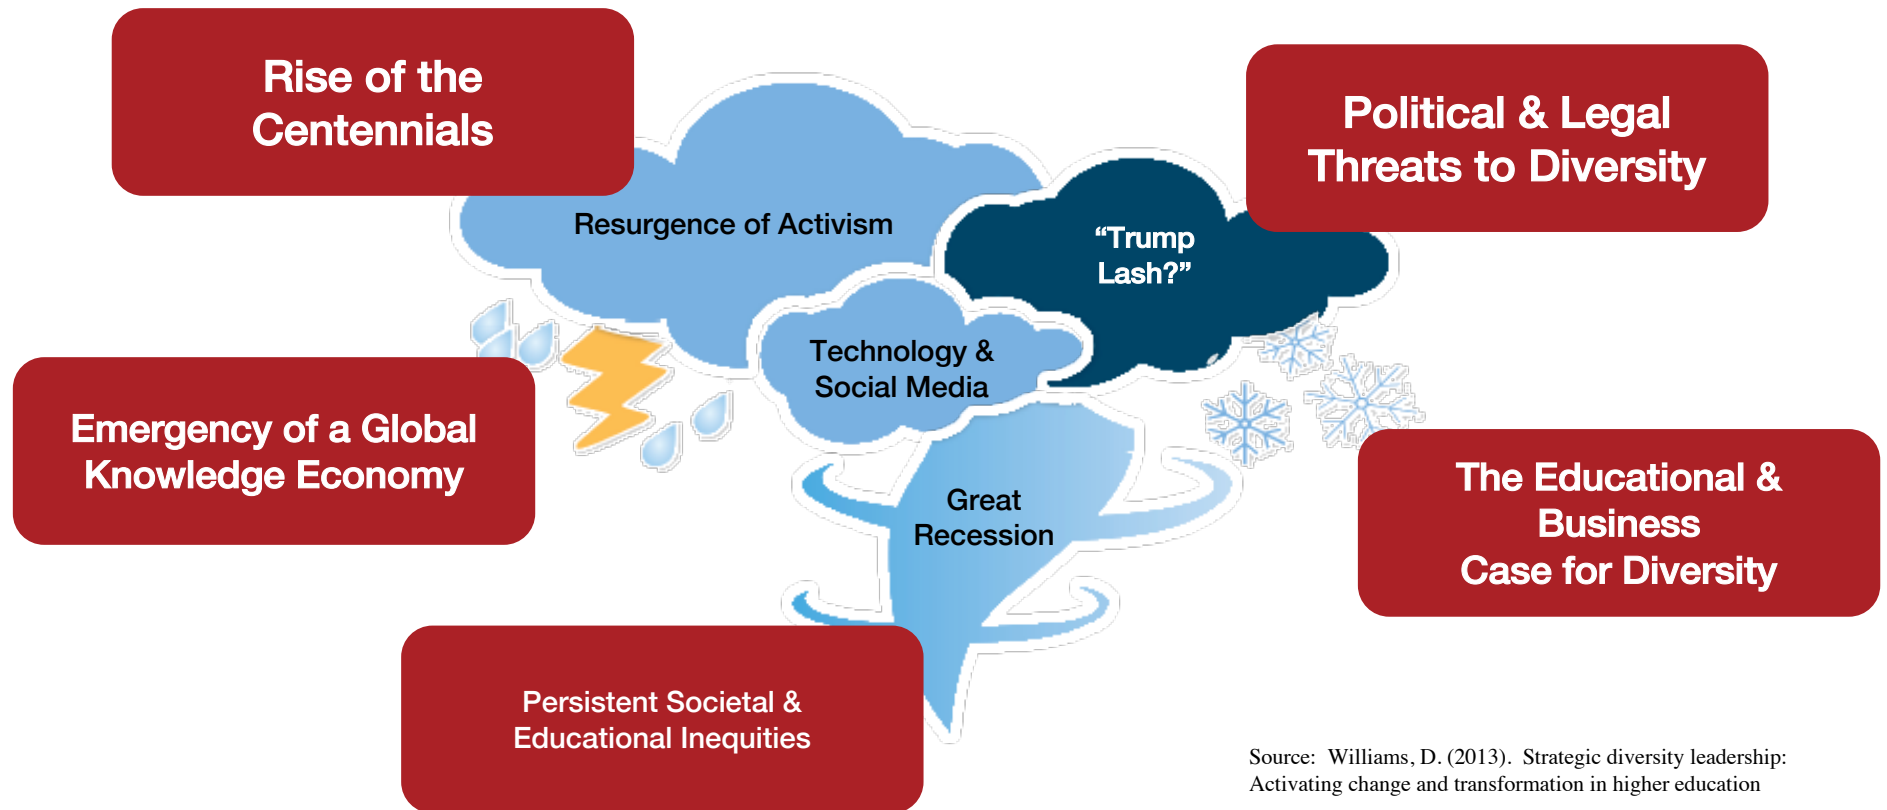 Rise of the
Centennials
Political & Legal
Threats to Diversity
Resurgence of Activism
“Trump
Lash?”
Technology &
Social Media
Emergency of a Global
Knowledge Economy
Great
Recession
The Educational &
Business
Case for Diversity
Persistent Societal &
Educational Inequities
Source:  Williams, D. (2013).  Strategic diversity leadership:
Activating change and transformation in higher education